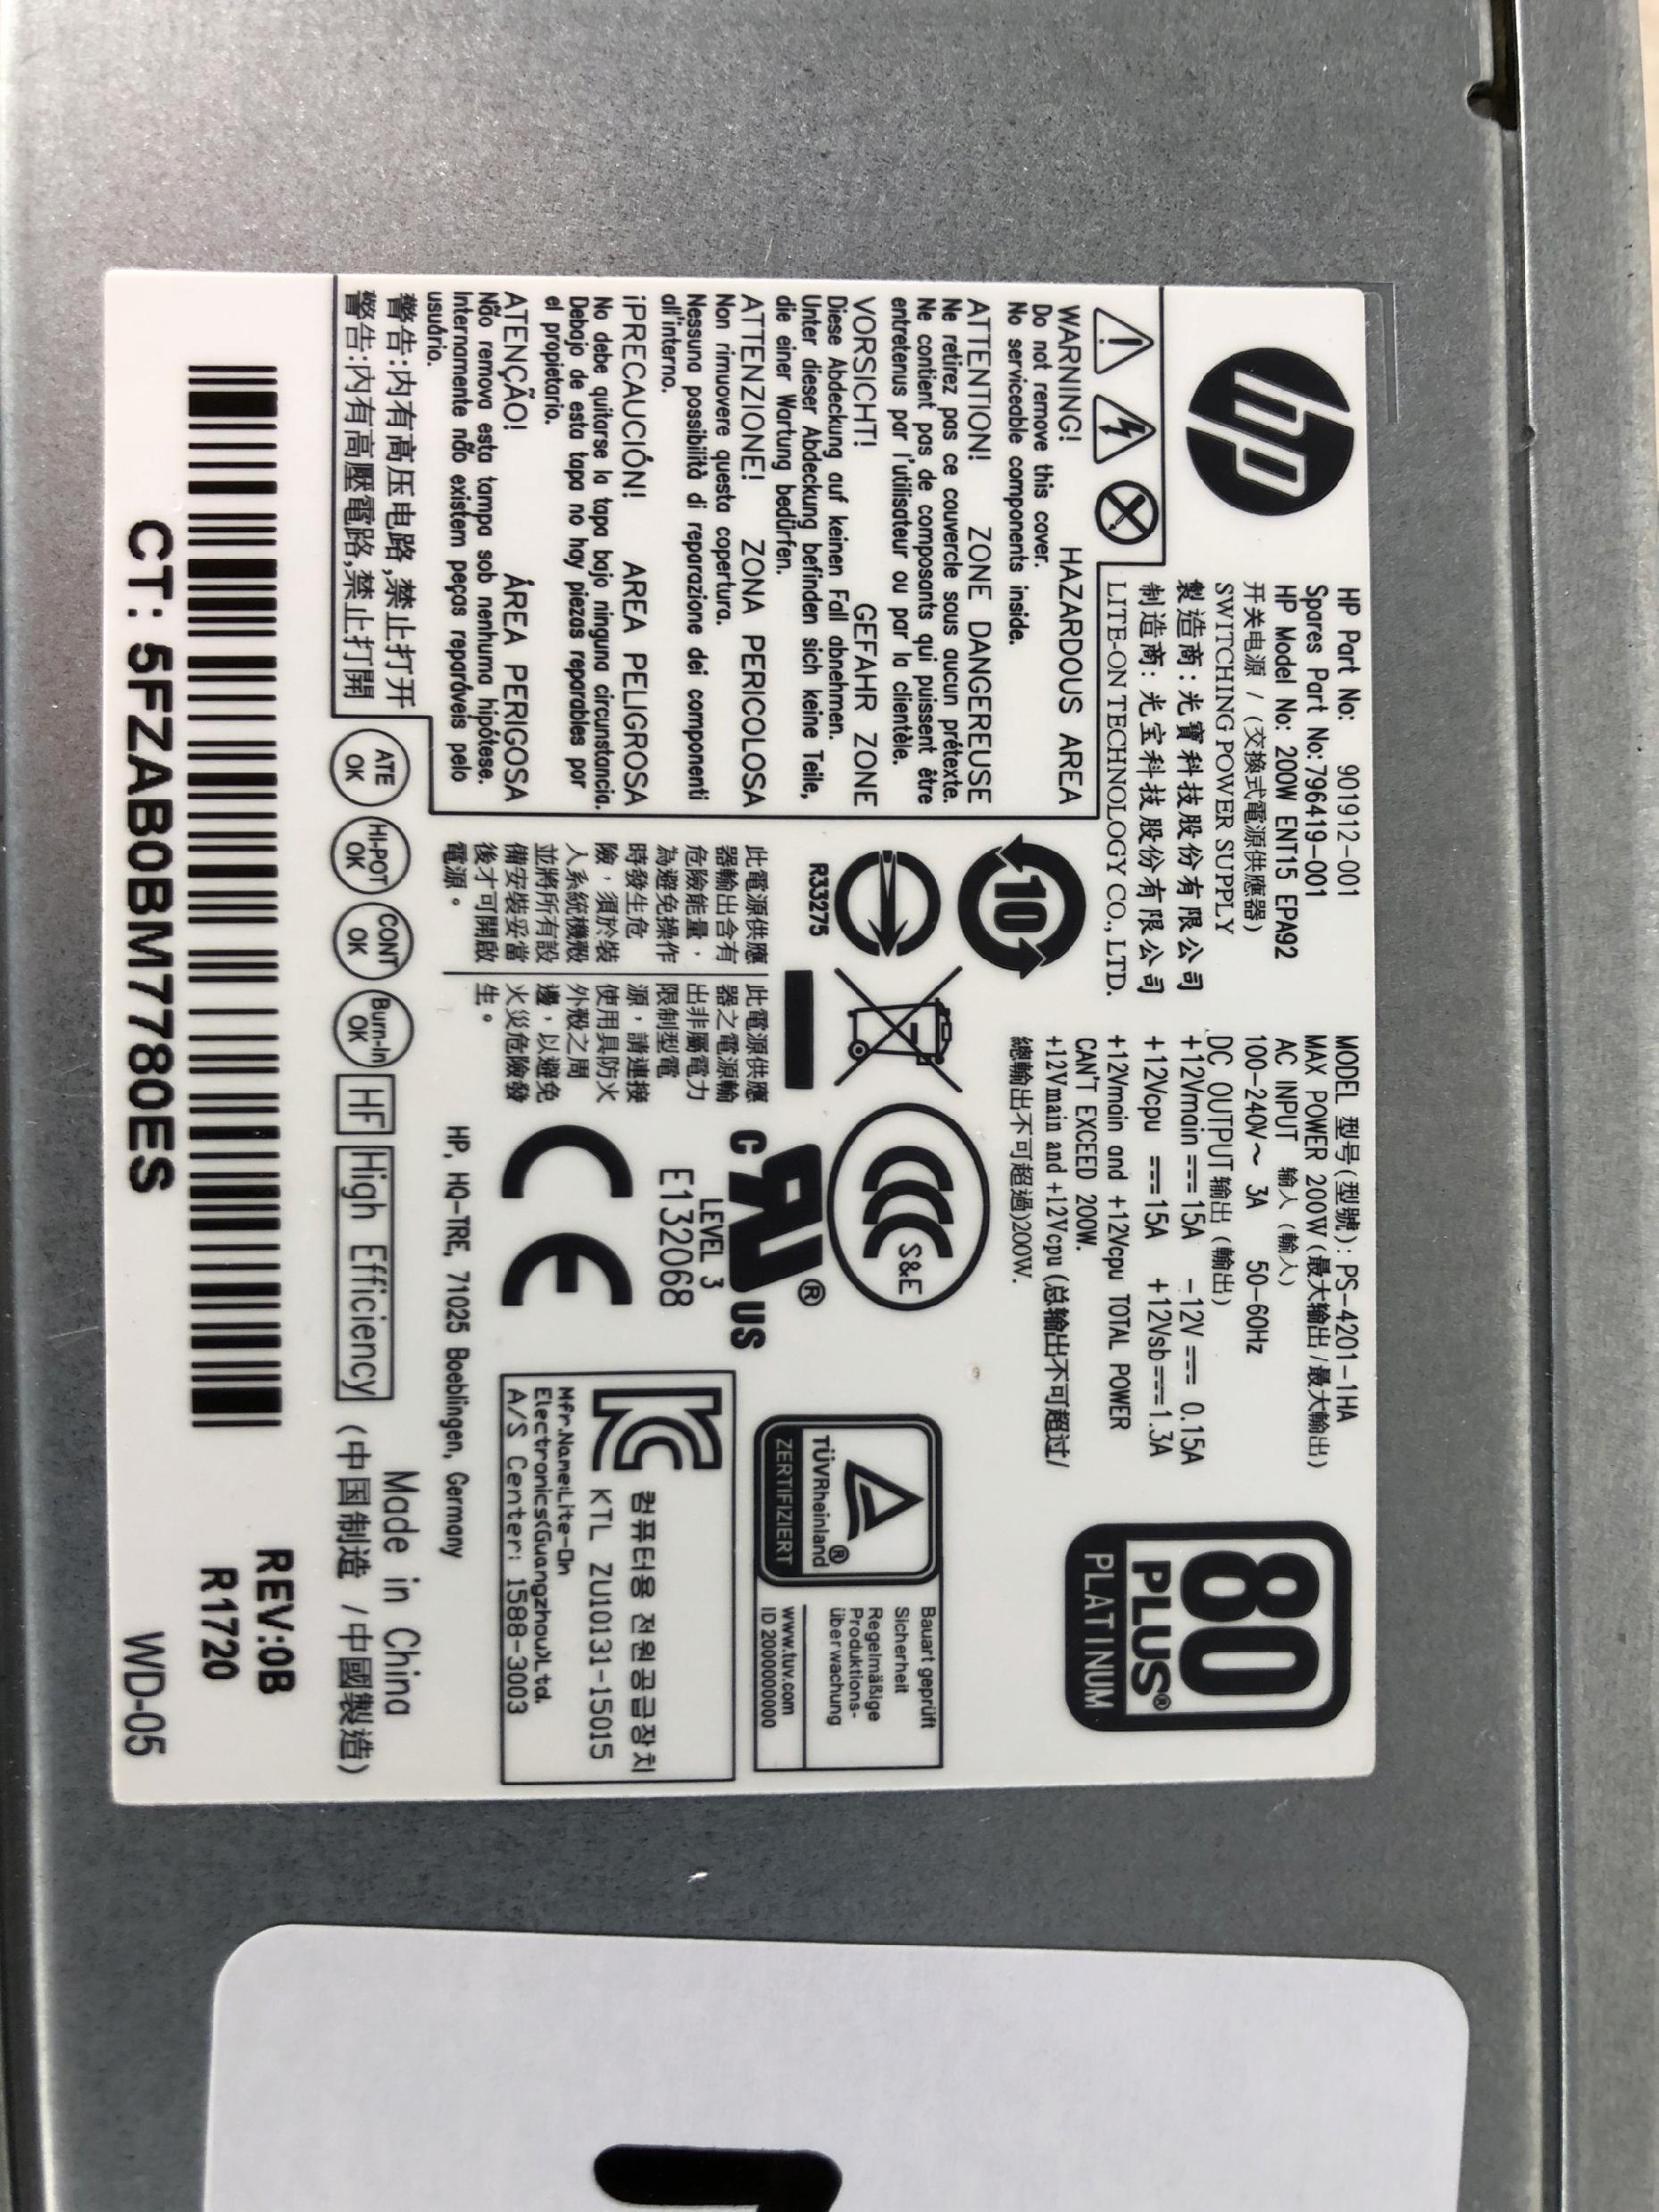 hp
HP Part No: 901912-001
Spares Part No:796419-001
HP Model No: 200W ENT15 EPA92
开关电源 / (交換式電源供應器)
SWITCHING POWER SUPPLY
製造商:光寶科技股份有限公司
制造商:光宝科技股份有限公司
LITE-ON TECHNOLOGY CO., LTD.
MODEL 型号(型號): PS-4201-1HA
MAX POWER 200W (最大输出/最大輸出)
AC INPUT 输入 (輸入)
100-240V~ 3A 50-60Hz
DC OUTPUT 输出 (輸出)
+12Vmain ⎓ 15A -12V ⎓ 0.15A
+12Vcpu ⎓ 15A +12Vsb ⎓ 1.3A
+12Vmain and +12Vcpu TOTAL POWER
CAN'T EXCEED 200W.
+12Vmain and +12Vcpu (总输出不可超过/
總輸出不可超過)200W.
80
PLUS®
PLATINUM
WARNING! HAZARDOUS AREA
Do not remove this cover.
No serviceable components inside.
ATTENTION! ZONE DANGEREUSE
Ne retirez pas ce couvercle sous aucun prétexte.
Ne contient pas de composants qui puissent être
entretenus par l'utilisateur ou par la clientèle.
VORSICHT! GEFAHR ZONE
Diese Abdeckung auf keinen Fall abnehmen.
Unter dieser Abdeckung befinden sich keine Teile,
die einer Wartung bedürfen.
ATTENZIONE! ZONA PERICOLOSA
Non rimuovere questa copertura.
Nessuna possibilità di reparazione dei componenti
all'interno.
¡PRECAUCIÓN! AREA PELIGROSA
No debe quitarse la tapa bajo ninguna circunstancia.
Debajo de esta tapa no hay piezas reparables por
el propietario.
ATENÇÃO! ÁREA PERIGOSA
Não remova esta tampa sob nenhuma hipótese.
Internamente não existem peças reparáveis pelo
usuário.
警告:内有高压电路,禁止打开
警告:內有高壓電路,禁止打開
10
R33275
此電源供應
器輸出含有
危險能量,
為避免操作
時發生危
險,須於裝
人系統機殼
並將所有設
備安裝妥當
後才可開啟
電源。
此電源供應
器之電源輸
出非屬電力
限制型電
源,請連接
使用具防火
外殼之周
邊,以避免
火災危險發
生。
CCC S&E
c RU US ®
LEVEL 3
E132068
CE
HP, HQ-TRE, 71025 Boeblingen, Germany
TÜVRheinland®
ZERTIFIZIERT
Bauart geprüft
Sicherheit
Regelmäßige
Produktions-
überwachung
www.tuv.com
ID 2000000000
컴퓨터용 전원공급장치
KTL ZU10131-15015
Mfr.Name:Lite-On
Electronics(Guangzhou)Ltd.
A/S Center: 1588-3003
ATE OK
HI-POT OK
CONT OK
Burn-In OK
HF
High Efficiency
Made in China
(中国制造 /中國製造)
REV:0B
R1720
CT: 5FZAB0BM7780ES
WD-05